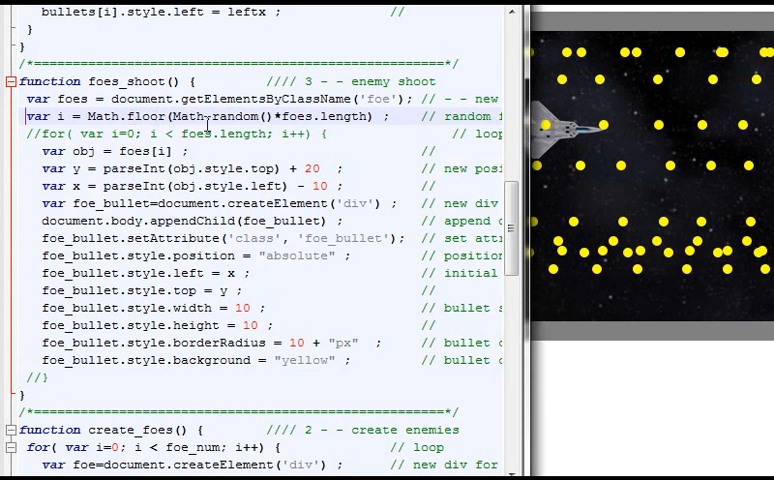 bullets[i].style.left = leftx ; //
}
}
/*=====================================================*/
function foes_shoot() { //// 3 - - enemy shoot
var foes = document.getElementsByClassName('foe'); // - - new
var i = Math.floor(Math.random()*foes.length) ; // random f
//for( var i=0; i < foes.length; i++) { // loop
var obj = foes[i] ; //
var y = parseInt(obj.style.top) + 20 ; // new posi
var x = parseInt(obj.style.left) - 10 ; //
var foe_bullet=document.createElement('div') ; // new div
document.body.appendChild(foe_bullet) ; // append
foe_bullet.setAttribute('class', 'foe_bullet'); // set attr
foe_bullet.style.position = "absolute" ; // position
foe_bullet.style.left = x ; // initial
foe_bullet.style.top = y ; //
foe_bullet.style.width = 10 ; // bullet s
foe_bullet.style.height = 10 ; //
foe_bullet.style.borderRadius = 10 + "px" ; // bullet
foe_bullet.style.background = "yellow" ; // bullet
//}
}
/*=====================================================*/
function create_foes() { //// 2 - - create enemies
for( var i=0; i < foe_num; i++) { // loop
var foe=document.createElement('div') ; // new div for